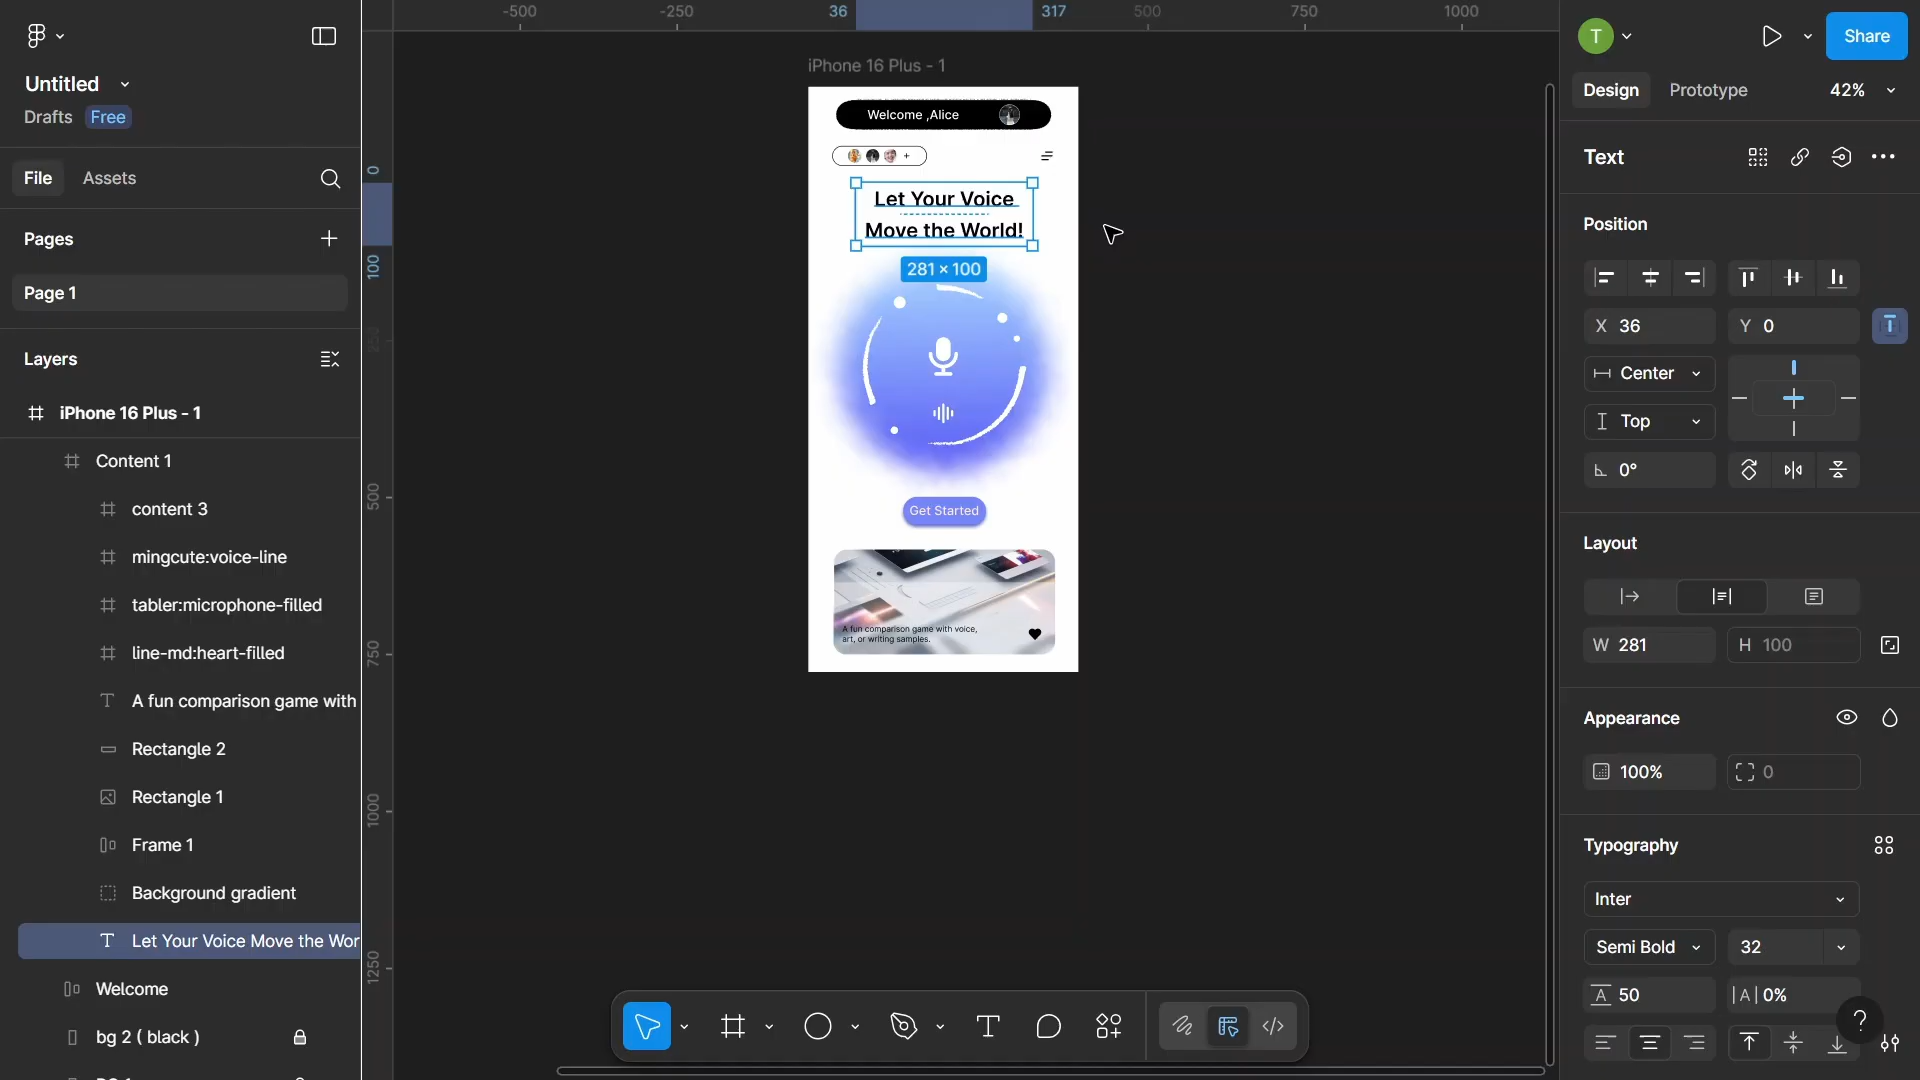 Untitled
Drafts Free
File Assets
Pages
Page 1
Layers
iPhone 16 Plus - 1
Content 1
content 3
mingcute:voice-line
tabler:microphone-filled
line-md:heart-filled
A fun comparison game with
Rectangle 2
Rectangle 1
Frame 1
Background gradient
Let Your Voice Move the Wor
Welcome
bg 2 ( black )
-500 -250 36 317 500 750 1000
0
100
250
500
750
1000
1250
iPhone 16 Plus - 1
Welcome ,Alice
+
Let Your Voice
Move the World!
281 × 100
Get Started
A fun comparison game with voice,
art, or writing samples.
T Share
Design Prototype 42%
Text
Position
X 36 Y 0
Center
Top
0°
Layout
W 281 H 100
Appearance
100% 0
Typography
Inter
Semi Bold 32
A 50 |A| 0%
?